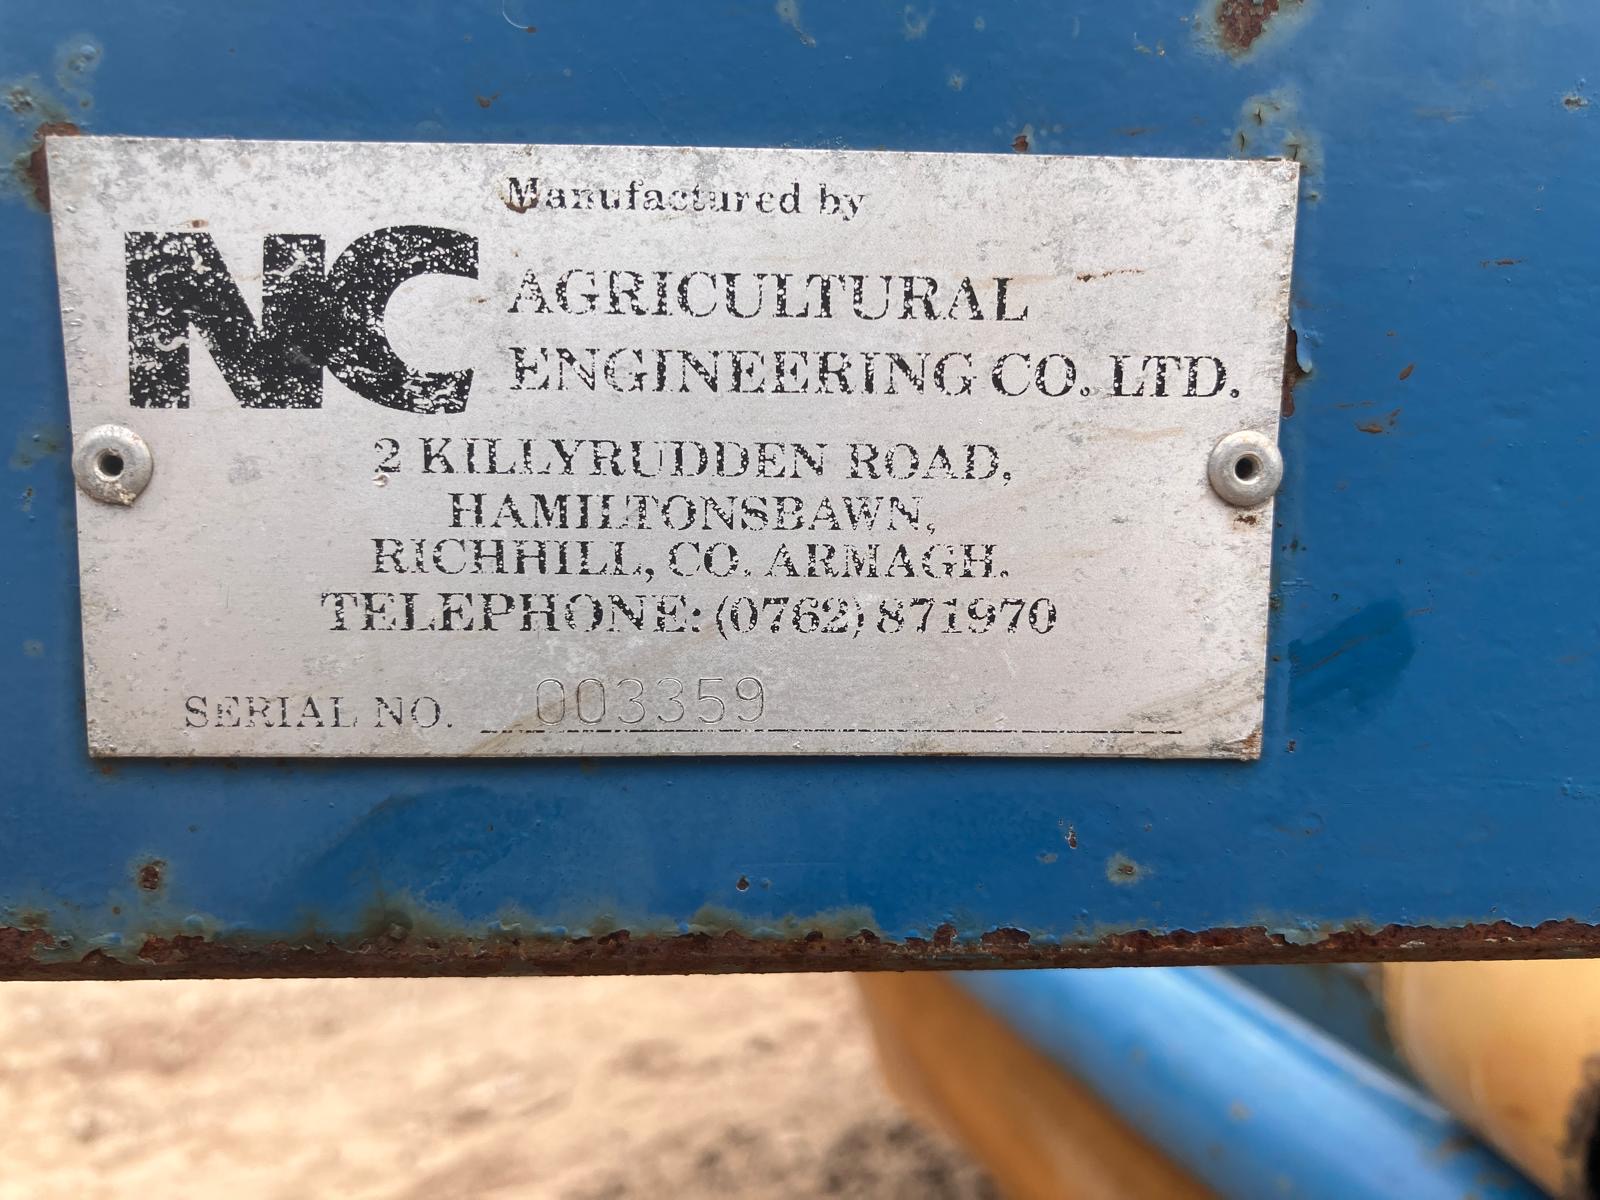 Manufactured by
NC AGRICULTURAL
ENGINEERING CO. LTD.
2 KILLYRUDDEN ROAD,
HAMILTONSBAWN,
RICHHILL, CO. ARMAGH.
TELEPHONE: (0762) 871970
SERIAL NO. 003359